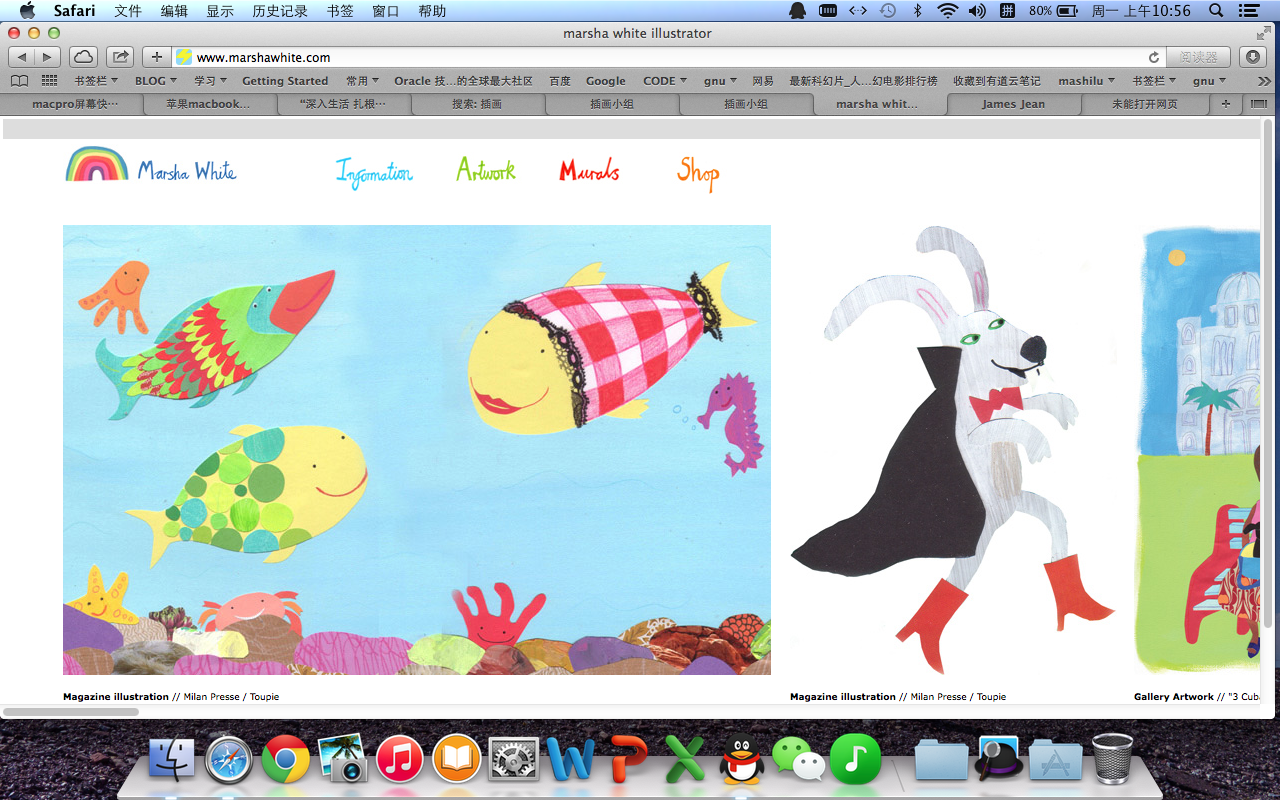 Safari 文件 编辑 显示 历史记录 书签 窗口 帮助 拼 80% 周一 上午10:56
marsha white illustrator
www.marshawhite.com 阅读器
书签栏 BLOG 学习 Getting Started 常用 Oracle 技...的全球最大社区 百度 Google CODE gnu 网易 最新科幻片_人...幻电影排行榜 收藏到有道云笔记 mashilu 书签栏 gnu
macpro屏幕快… 苹果macbook… “深入生活 扎根… 搜索: 插画 插画小组 插画小组 marsha whit… James Jean 未能打开网页
Marsha White Information Artwork Murals Shop
Magazine illustration // Milan Presse / Toupie
Magazine illustration // Milan Presse / Toupie
Gallery Artwork // "3 Cub